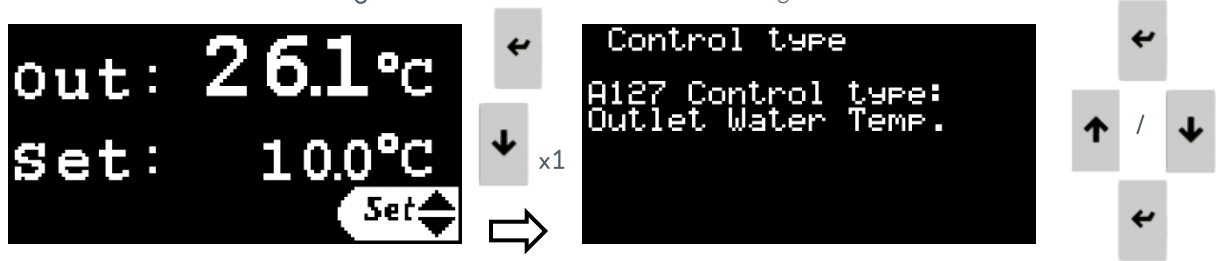 out: 26.1°C
Set: 10.0°C
Set
x1
Control type
A127 Control type:
Outlet Water Temp.
/